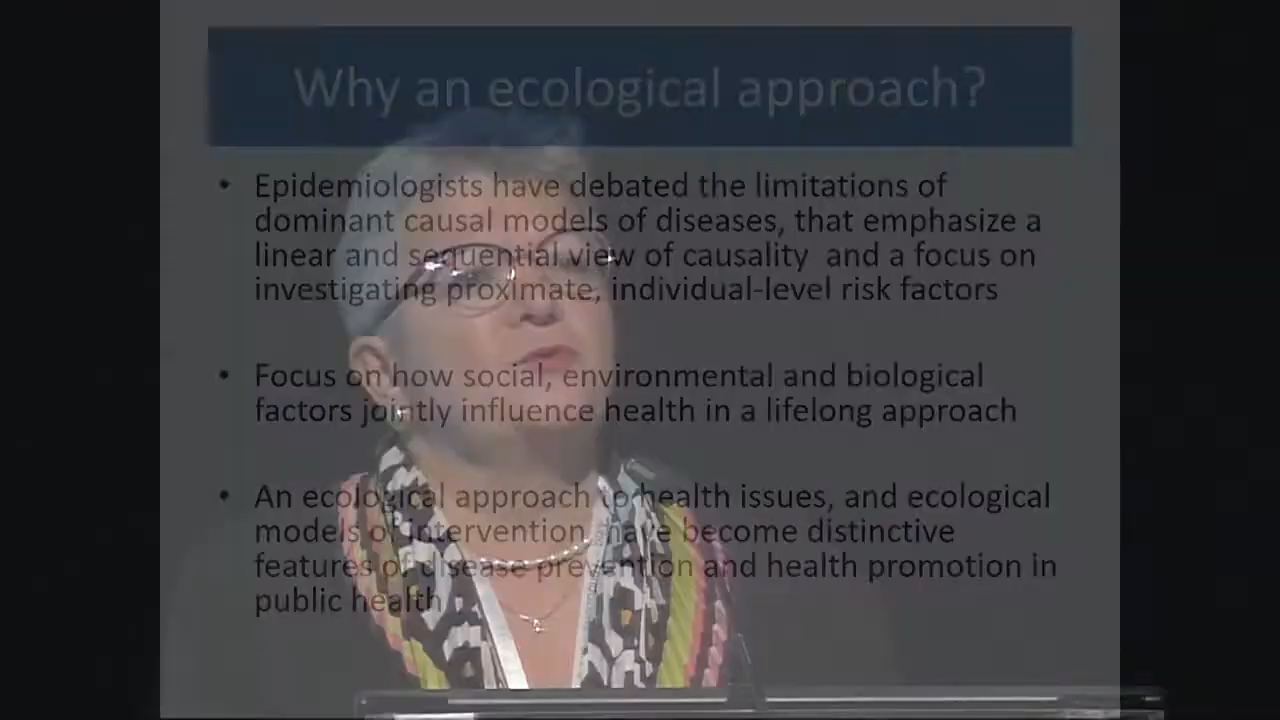 Why an ecological approach?
• Epidemiologists have debated the limitations of
dominant causal models of diseases, that emphasize a
linear and sequential view of causality and a focus on
investigating proximate, individual-level risk factors
• Focus on how social, environmental and biological
factors jointly influence health in a lifelong approach
• An ecological approach to health issues, and ecological
models of intervention, have become distinctive
features of disease prevention and health promotion in
public health